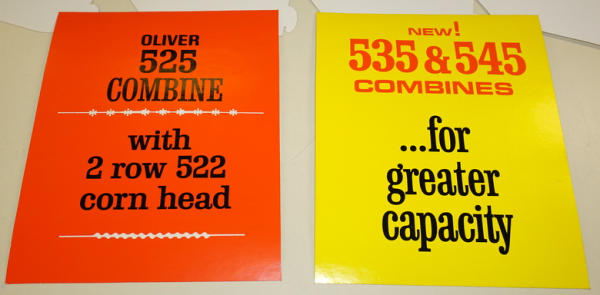 OLIVER
525
COMBINE
with
2 row 522
corn head
NEW!
535 & 545
COMBINES
...for
greater
capacity